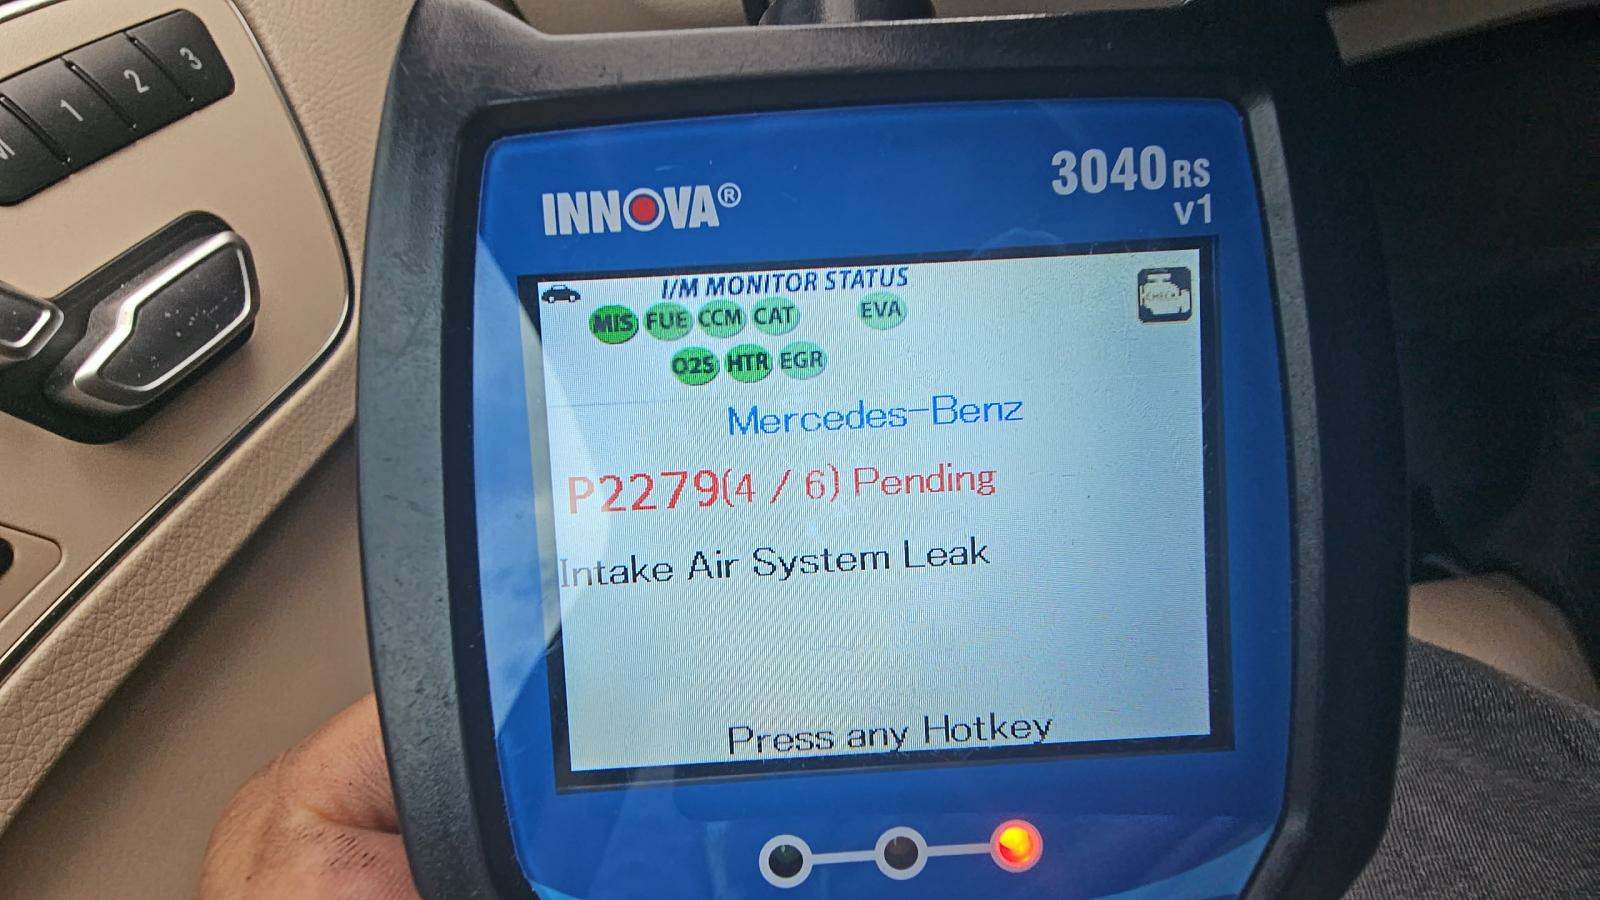 1
2
3
INNOVA®
3040RS
v1
I/M MONITOR STATUS
MIS FUE CCM CAT EVA
CHECK
O2S HTR EGR
Mercedes-Benz
P2279(4 / 6) Pending
Intake Air System Leak
Press any Hotkey